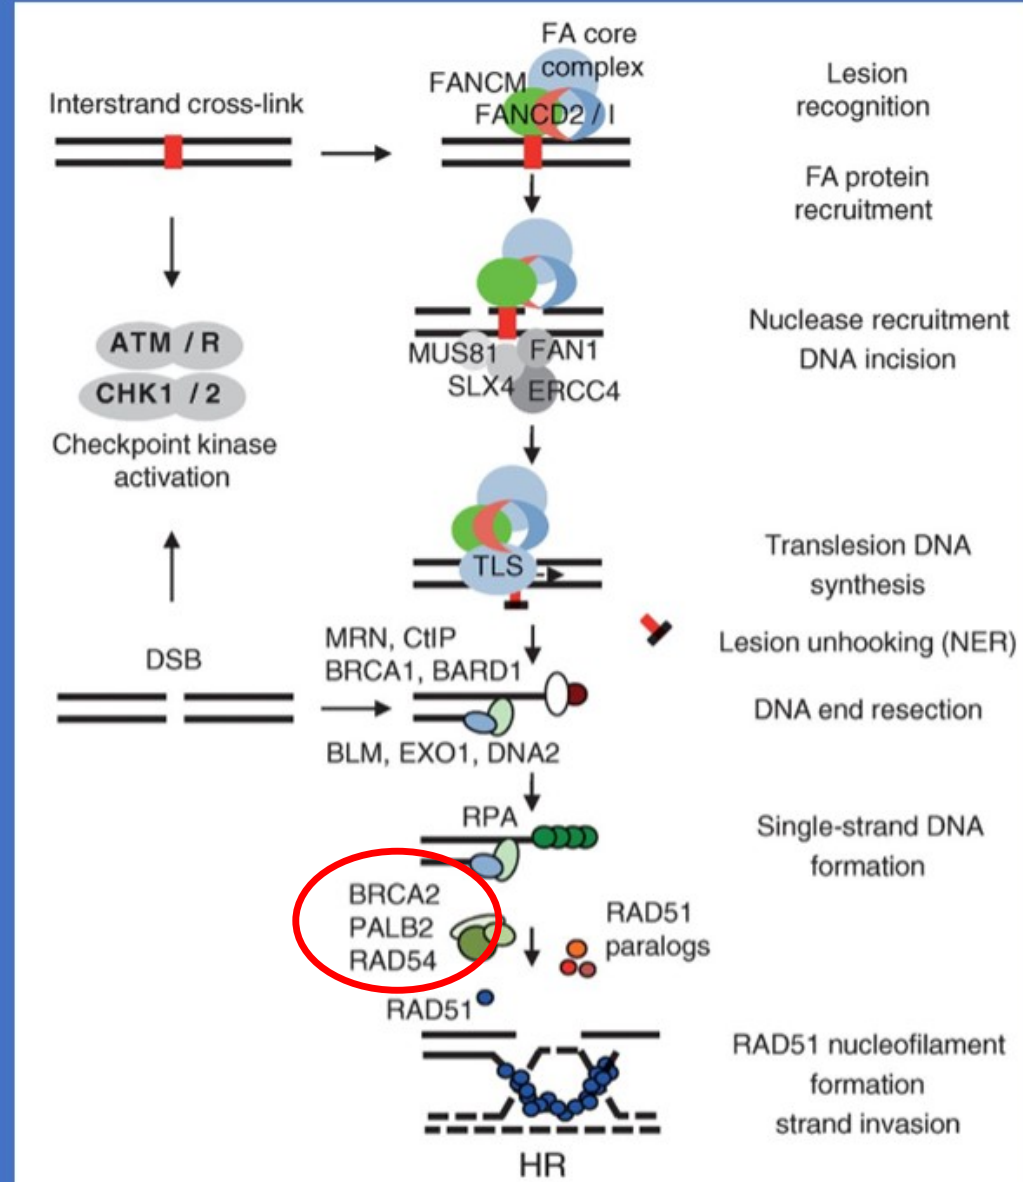 FA core
complex
FANCM
FANCD2 / I
Lesion
recognition
Interstrand cross-link
FA protein
recruitment
Nuclease recruitment
DNA incision
MUS81
FAN1
SLX4
ERCC4
ATM / R
CHK1 / 2
Checkpoint kinase
activation
TLS
Translesion DNA
synthesis
Lesion unhooking (NER)
DSB
MRN, CtIP
BRCA1, BARD1
DNA end resection
BLM, EXO1, DNA2
RPA
Single-strand DNA
formation
BRCA2
PALB2
RAD54
RAD51
paralogs
RAD51
RAD51 nucleofilament
formation
strand invasion
HR